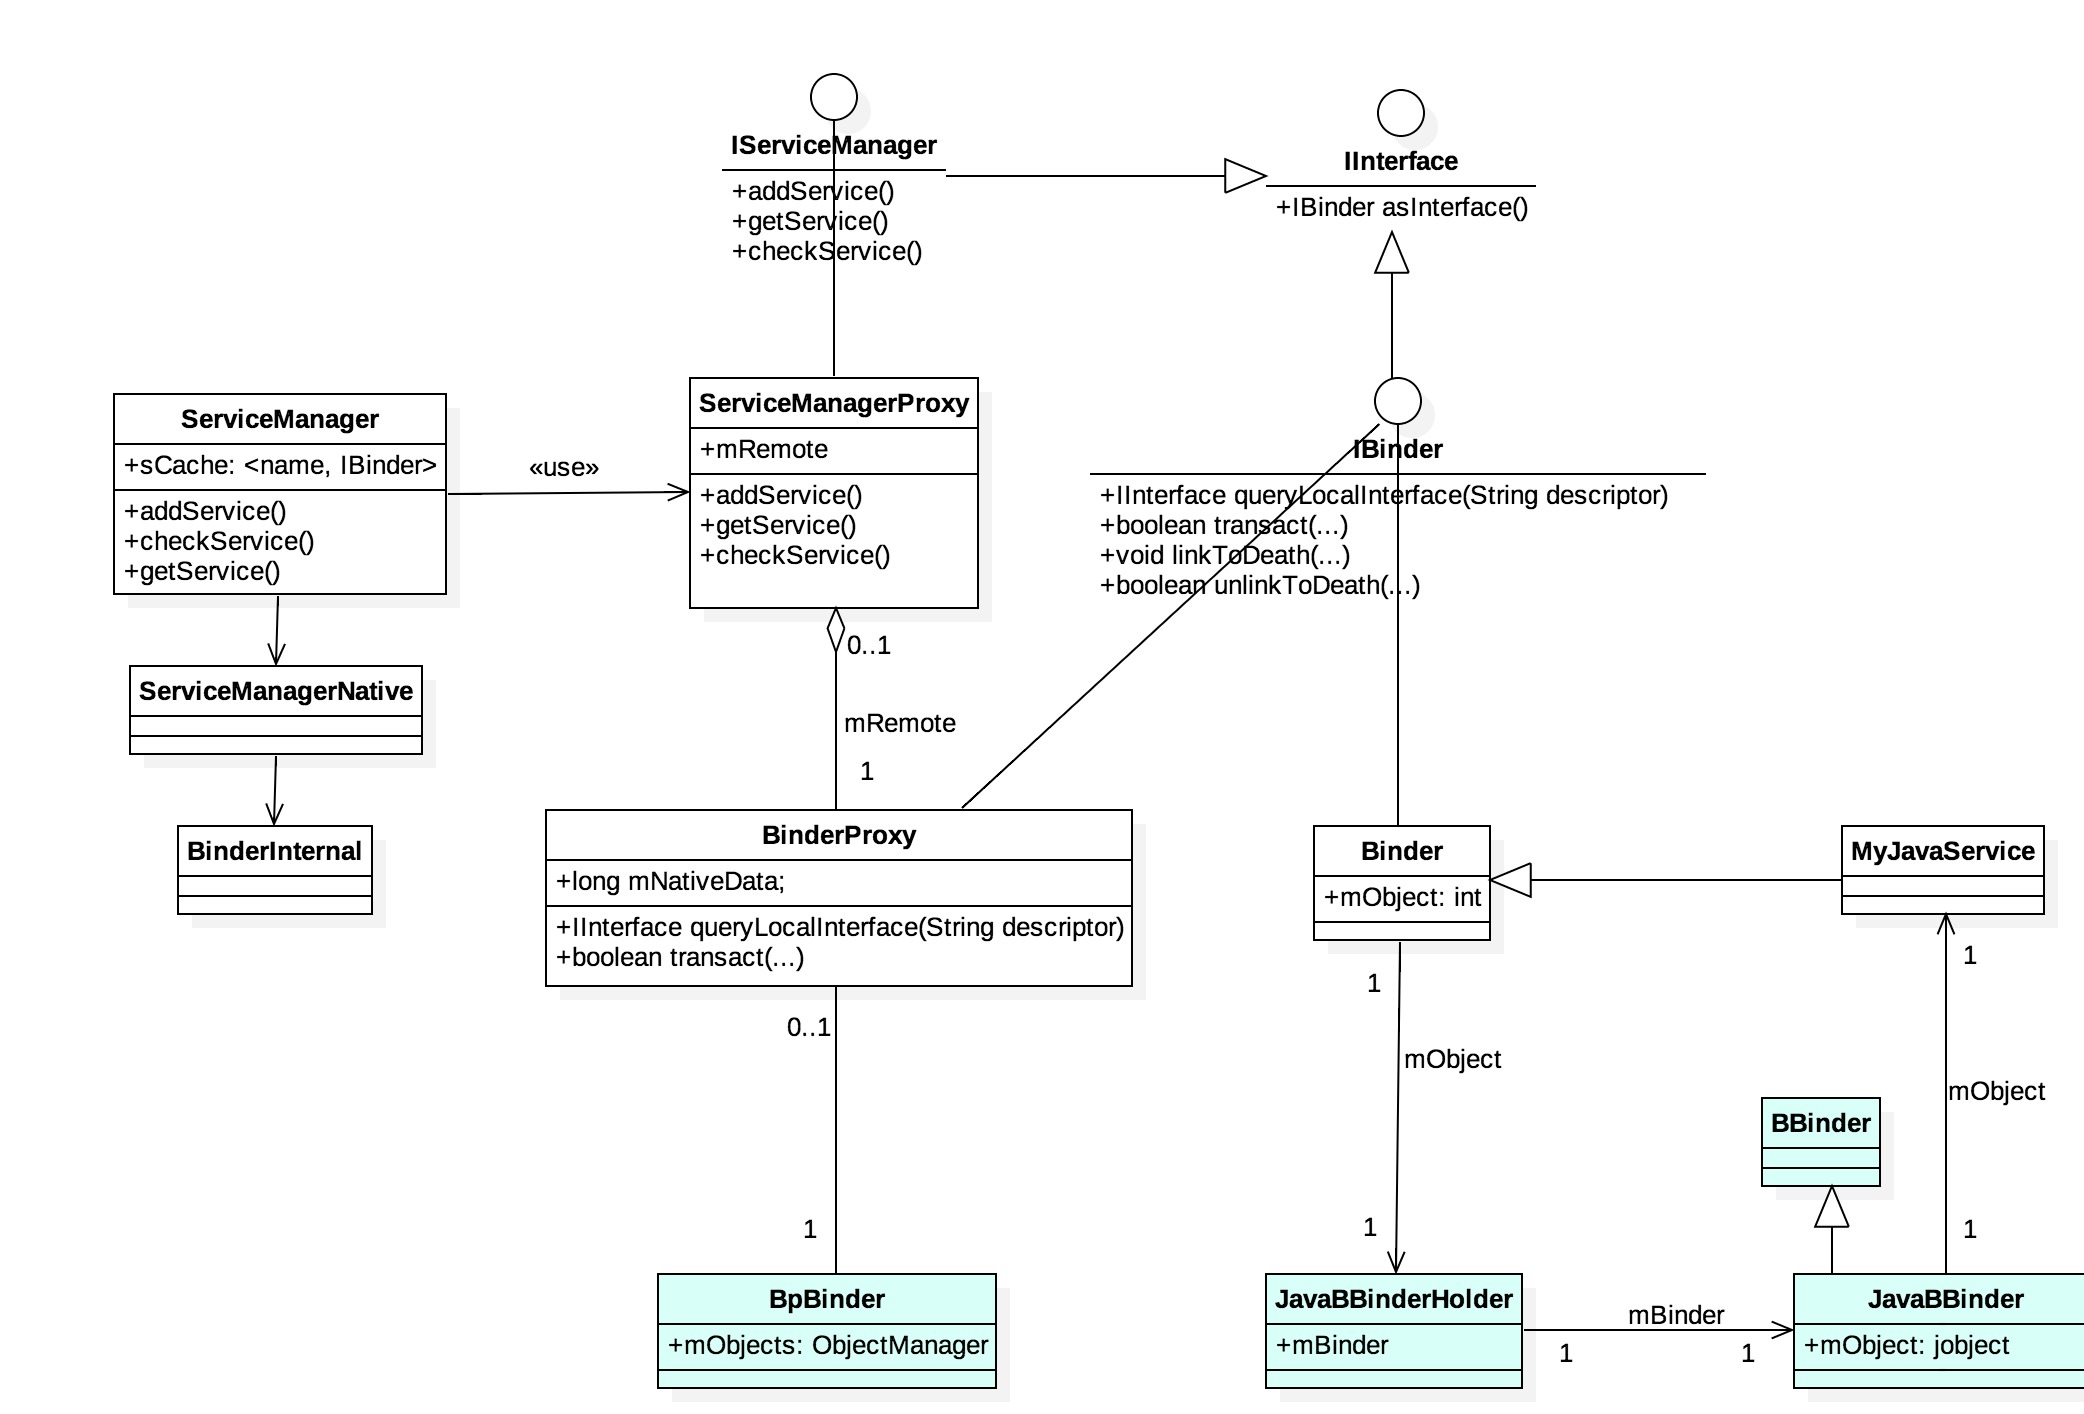 IServiceManager
+addService()
+getService()
+checkService()
IInterface
+IBinder asInterface()
ServiceManager
+sCache: <name, IBinder>
+addService()
+checkService()
+getService()
«use»
ServiceManagerProxy
+mRemote
+addService()
+getService()
+checkService()
IBinder
+IInterface queryLocalInterface(String descriptor)
+boolean transact(...)
+void linkToDeath(...)
+boolean unlinkToDeath(...)
0..1
mRemote
1
ServiceManagerNative
BinderInternal
BinderProxy
+long mNativeData;
+IInterface queryLocalInterface(String descriptor)
+boolean transact(...)
Binder
+mObject: int
MyJavaService
0..1
1
1
mObject
1
1
mObject
1
BBinder
BpBinder
+mObjects: ObjectManager
JavaBBinderHolder
+mBinder
mBinder
1
1
JavaBBinder
+mObject: jobject